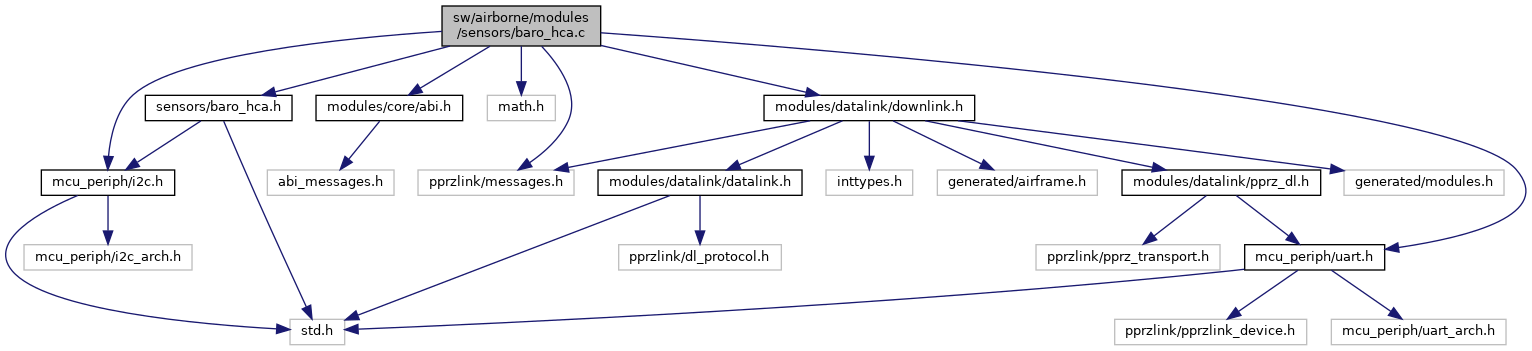 sw/airborne/modules
/sensors/baro_hca.c
sensors/baro_hca.h
modules/core/abi.h
math.h
modules/datalink/downlink.h
mcu_periph/i2c.h
abi_messages.h
pprzlink/messages.h
modules/datalink/datalink.h
inttypes.h
generated/airframe.h
modules/datalink/pprz_dl.h
generated/modules.h
mcu_periph/i2c_arch.h
pprzlink/dl_protocol.h
pprzlink/pprz_transport.h
mcu_periph/uart.h
std.h
pprzlink/pprzlink_device.h
mcu_periph/uart_arch.h